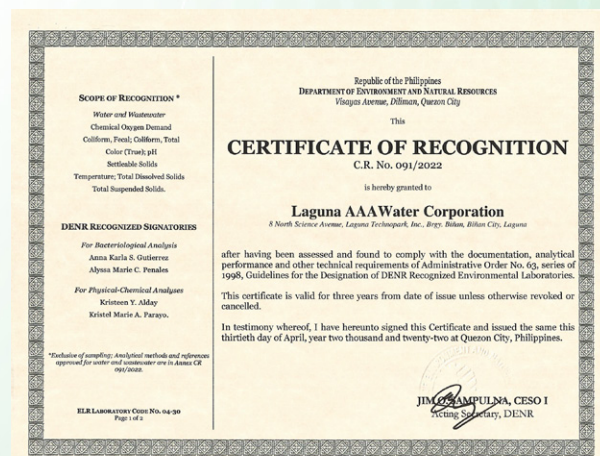 SCOPE OF RECOGNITION *
Water and Wastewater
Chemical Oxygen Demand
Coliform, Fecal; Coliform, Total
Color (True); pH
Settleable Solids
Temperature; Total Dissolved Solids
Total Suspended Solids.
DENR RECOGNIZED SIGNATORIES
For Bacteriological Analysis
Anna Karla S. Gutierrez
Alyssa Marie C. Penales
For Physical-Chemical Analyses
Kristeen Y. Alday
Kristel Marie A. Parayo.
*Exclusive of sampling; Analytical methods and references
approved for water and wastewater are in Annex CR
091/2022.
ELR LABORATORY CODE NO. 04-30
Page 1 of 2
Republic of the Philippines
DEPARTMENT OF ENVIRONMENT AND NATURAL RESOURCES
Visayas Avenue, Diliman, Quezon City
This
CERTIFICATE OF RECOGNITION
C.R. No. 091/2022
is hereby granted to
Laguna AAAWater Corporation
8 North Science Avenue, Laguna Technopark, Inc., Brgy. Biñan, Biñan City, Laguna
after having been assessed and found to comply with the documentation, analytical
performance and other technical requirements of Administrative Order No. 63, series of
1998, Guidelines for the Designation of DENR Recognized Environmental Laboratories.
This certificate is valid for three years from date of issue unless otherwise revoked or
cancelled.
In testimony whereof, I have hereunto signed this Certificate and issued the same this
thirtieth day of April, year two thousand and twenty-two at Quezon City, Philippines.
JIM O. SAMPULNA, CESO I
Acting Secretary, DENR